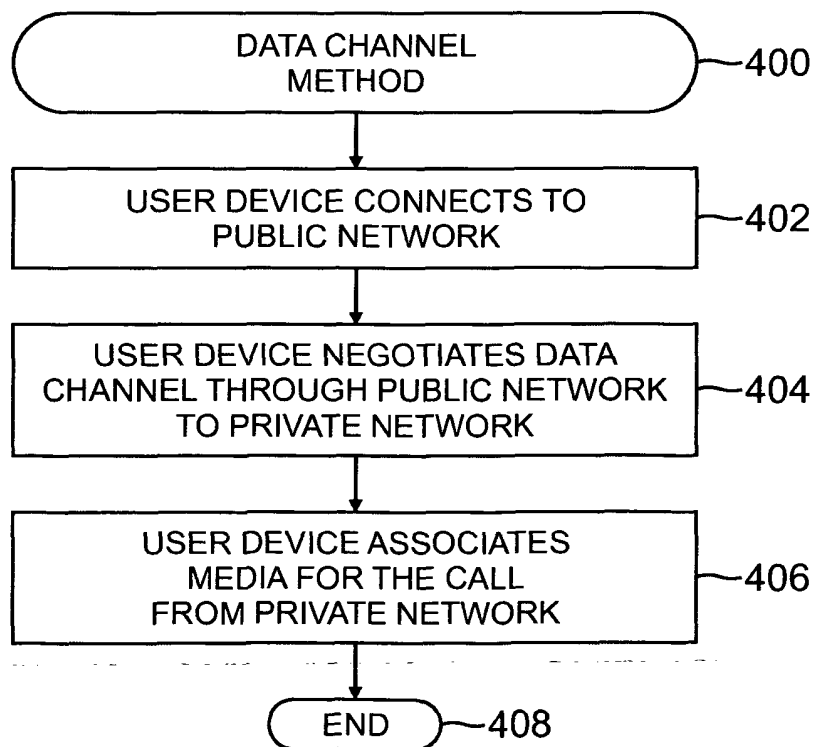 DATA CHANNEL
METHOD
400
USER DEVICE CONNECTS TO
PUBLIC NETWORK
402
USER DEVICE NEGOTIATES DATA
CHANNEL THROUGH PUBLIC NETWORK
TO PRIVATE NETWORK
404
USER DEVICE ASSOCIATES
MEDIA FOR THE CALL
FROM PRIVATE NETWORK
406
END
408